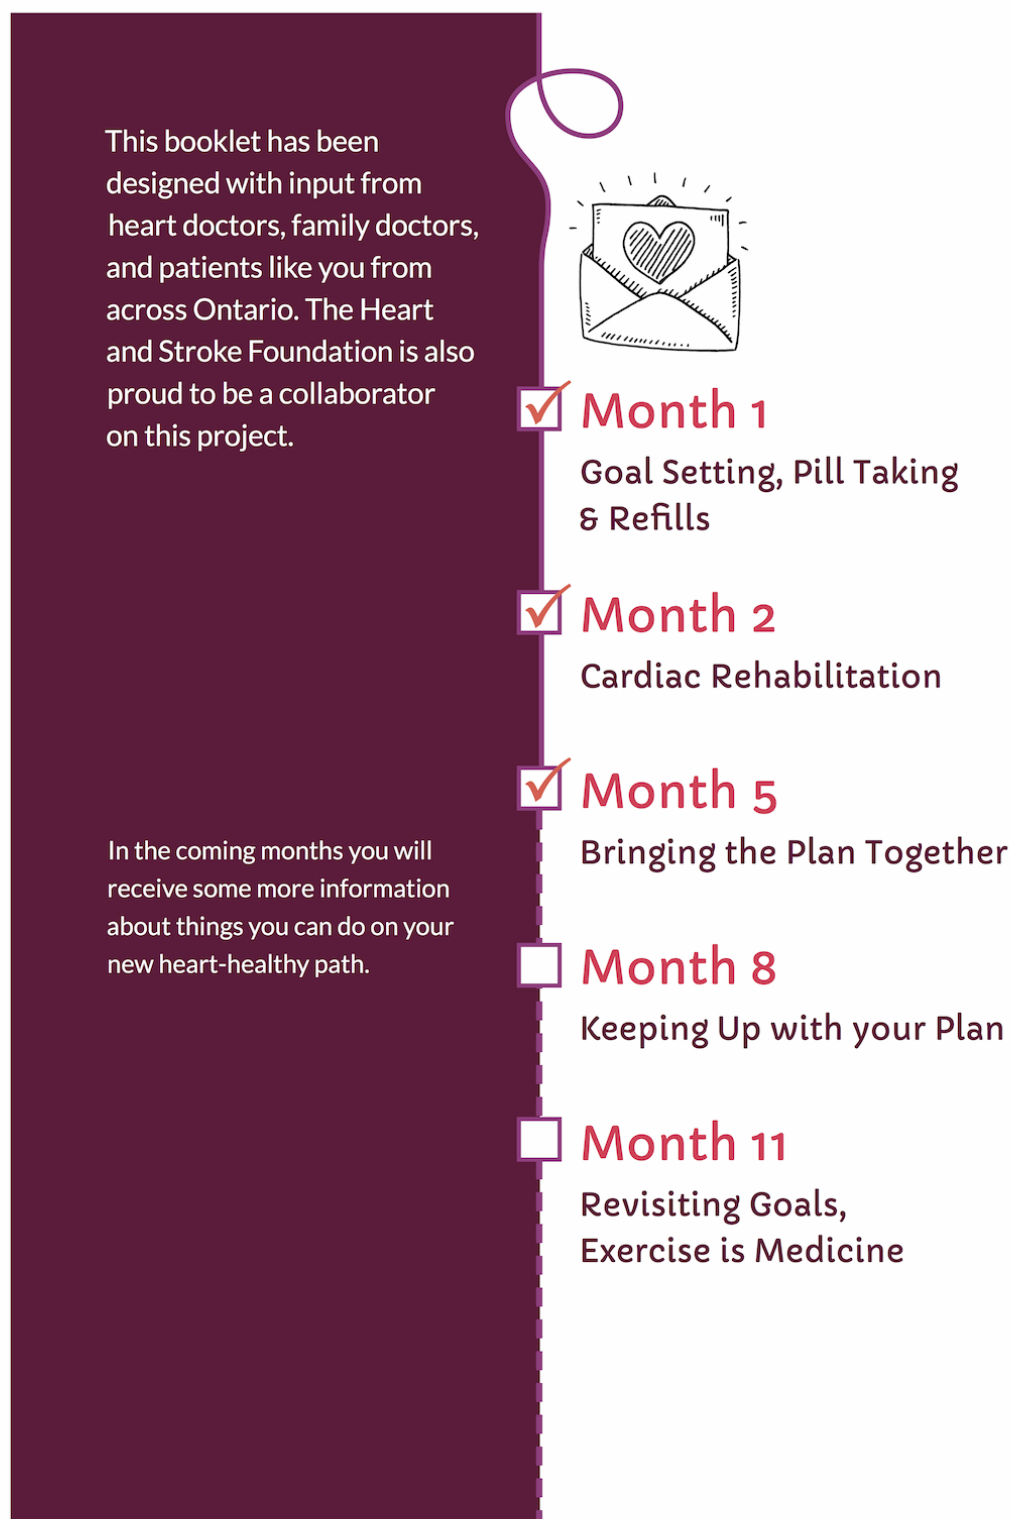 This booklet has been
designed with input from
heart doctors, family doctors,
and patients like you from
across Ontario. The Heart
and Stroke Foundation is also
proud to be a collaborator
on this project.
In the coming months you will
receive some more information
about things you can do on your
new heart-healthy path.
Month 1
Goal Setting, Pill Taking
& Refills
Month 2
Cardiac Rehabilitation
Month 5
Bringing the Plan Together
Month 8
Keeping Up with your Plan
Month 11
Revisiting Goals,
Exercise is Medicine